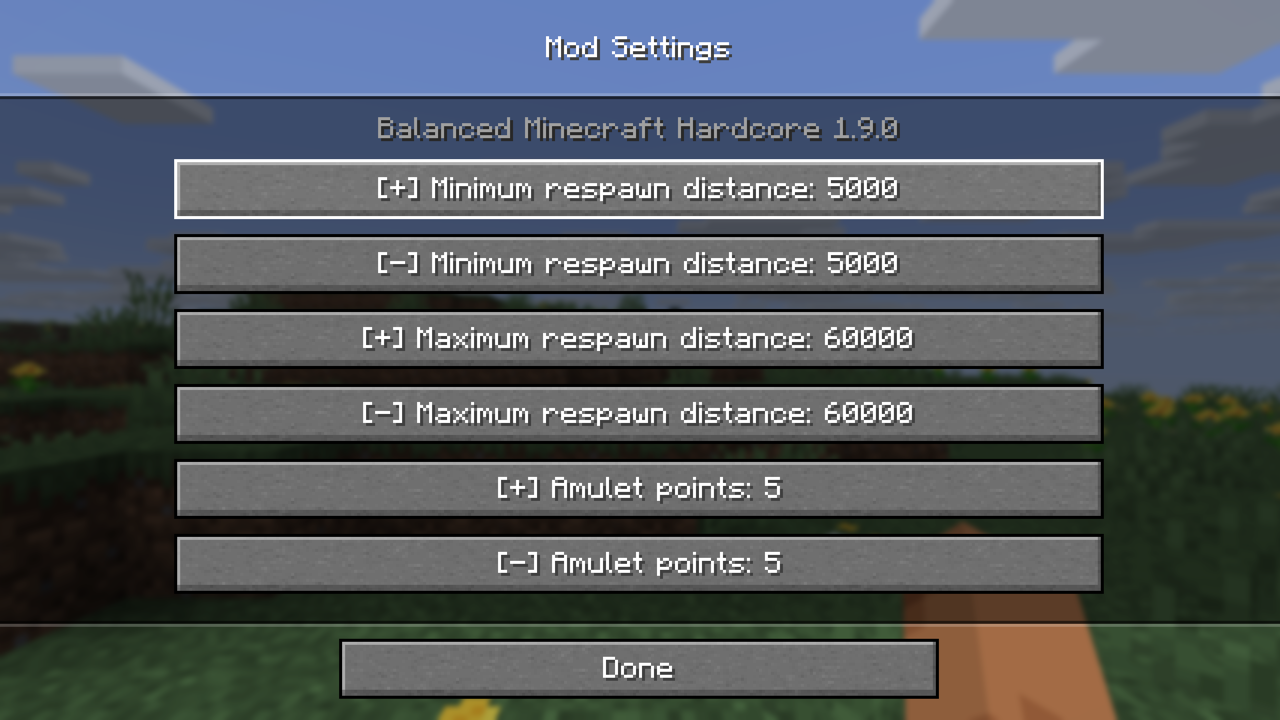 Mod Settings
Balanced Minecraft Hardcore 1.9.0
[+] Minimum respawn distance: 5000
[-] Minimum respawn distance: 5000
[+] Maximum respawn distance: 60000
[-] Maximum respawn distance: 60000
[+] Amulet points: 5
[-] Amulet points: 5
Done